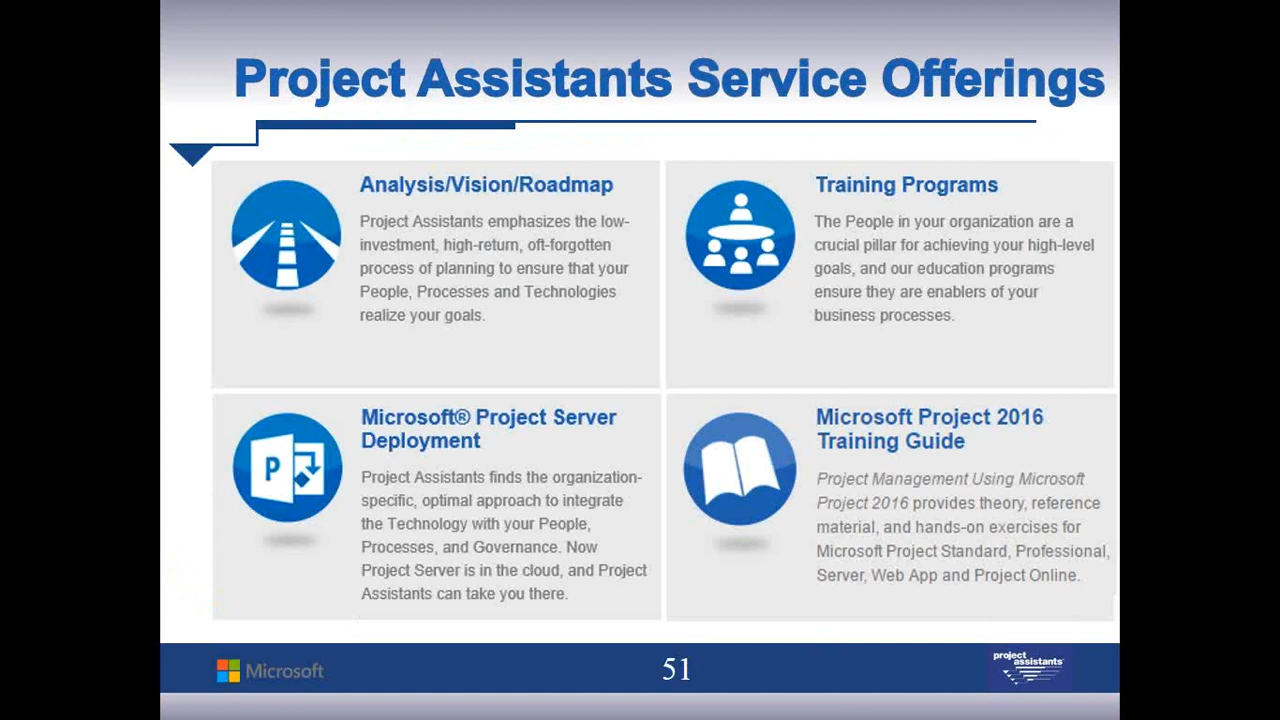 Project Assistants Service Offerings
Analysis/Vision/Roadmap
Project Assistants emphasizes the low-
investment, high-return, oft-forgotten
process of planning to ensure that your
People, Processes and Technologies
realize your goals.
Training Programs
The People in your organization are a
crucial pillar for achieving your high-level
goals, and our education programs
ensure they are enablers of your
business processes.
P
Microsoft® Project Server
Deployment
Project Assistants finds the organization-
specific, optimal approach to integrate
the Technology with your People,
Processes, and Governance. Now
Project Server is in the cloud, and Project
Assistants can take you there.
Microsoft Project 2016
Training Guide
Project Management Using Microsoft
Project 2016 provides theory, reference
material, and hands-on exercises for
Microsoft Project Standard, Professional,
Server, Web App and Project Online.
Microsoft
51
project
assistants